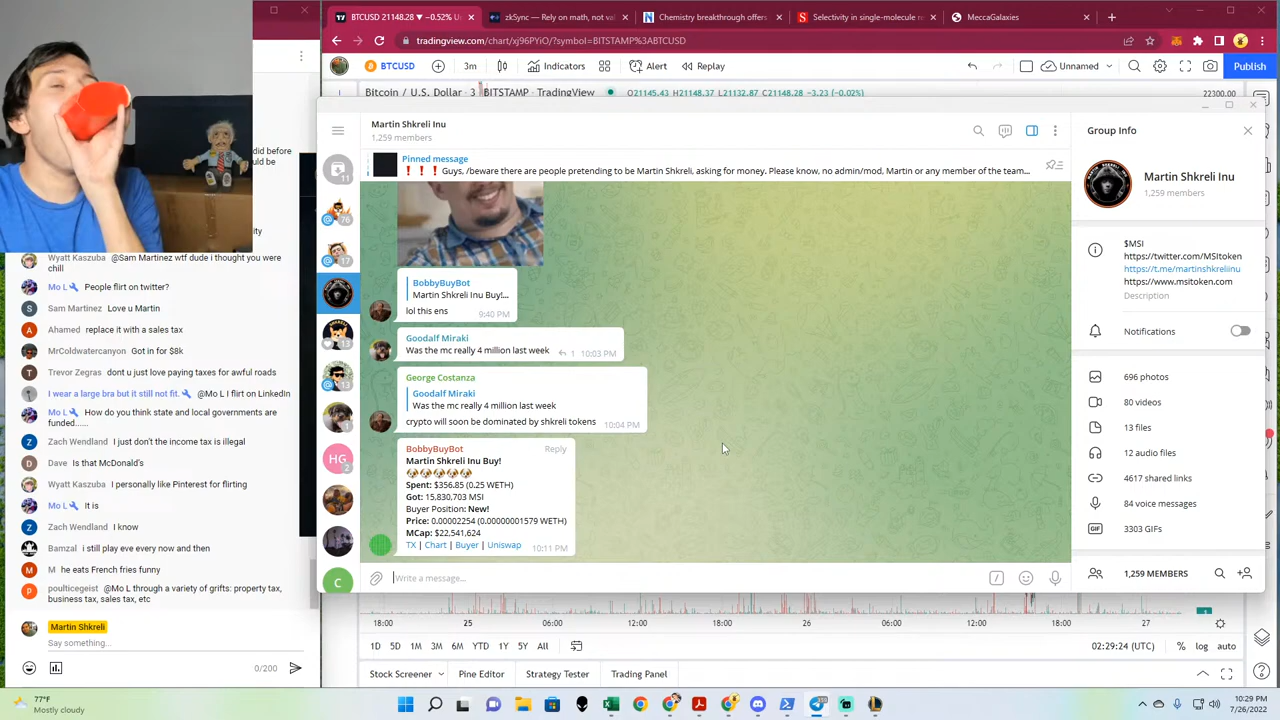 BTCUSD 21148.28 ▼ −0.52% U
zkSync — Rely on math, not val
Chemistry breakthrough offers
Selectivity in single-molecule re
MeccaGalaxies
tradingview.com/chart/xj96PYiO/?symbol=BITSTAMP%3ABTCUSD
BTCUSD
3m
Indicators
Alert
Replay
Unnamed
Publish
Bitcoin / U.S. Dollar · 3
BITSTAMP · TradingView
O21145.43 H21148.37 L21132.87 C21148.28 −3.23 (−0.02%)
22300.00
Martin Shkreli Inu
1,259 members
Pinned message
Guys, /beware there are people pretending to be Martin Shkreli, asking for money. Please know, no admin/mod, Martin or any member of the team...
BobbyBuyBot
Martin Shkreli Inu Buy!...
lol this ens
9:40 PM
Goodalf Miraki
Was the mc really 4 million last week
1 10:03 PM
George Costanza
Goodalf Miraki
Was the mc really 4 million last week
crypto will soon be dominated by shkreli tokens
10:04 PM
BobbyBuyBot
Reply
Martin Shkreli Inu Buy!
Spent: $356.85 (0.25 WETH)
Got: 15,830,703 MSI
Buyer Position: New!
Price: 0.00002254 (0.00000001579 WETH)
MCap: $22,541,624
TX | Chart | Buyer | Uniswap
10:11 PM
Write a message...
11
70
17
13
13
1
HG
2
C
Group Info
Martin Shkreli Inu
1,259 members
$MSI
https://twitter.com/MSItoken
https://t.me/martinshkreliinu
https://www.msitoken.com
Description
Notifications
696 photos
80 videos
13 files
12 audio files
4617 shared links
84 voice messages
GIF
3303 GIFs
1,259 MEMBERS
did before
uld be
ity
Wyatt Kaszuba @Sam Martinez wtf dude i thought you were
chill
Mo L People flirt on twitter?
S Sam Martinez Love u Martin
A Ahamed replace it with a sales tax
MrColdwatercanyon Got in for $8k
T Trevor Zegras dont u just love paying taxes for awful roads
I wear a large bra but it still not fit. @Mo L I flirt on LinkedIn
Mo L How do you think state and local governments are
funded......
Z Zach Wendland I just don't the income tax is illegal
D Dave Is that McDonald's
Wyatt Kaszuba I personally like Pinterest for flirting
Mo L It is
Z Zach Wendland I know
Bamzal i still play eve every now and then
M M he eats French fries funny
P poulticegeist @Mo L through a variety of grifts: property tax,
business tax, sales tax, etc
Martin Shkreli
Say something...
0/200
18:00
25
06:00
12:00
18:00
26
06:00
12:00
18:00
27
1D 5D 1M 3M 6M YTD 1Y 5Y All
02:29:24 (UTC)
% log auto
Stock Screener
Pine Editor
Strategy Tester
Trading Panel
77°F
Mostly cloudy
10:29 PM
7/26/2022